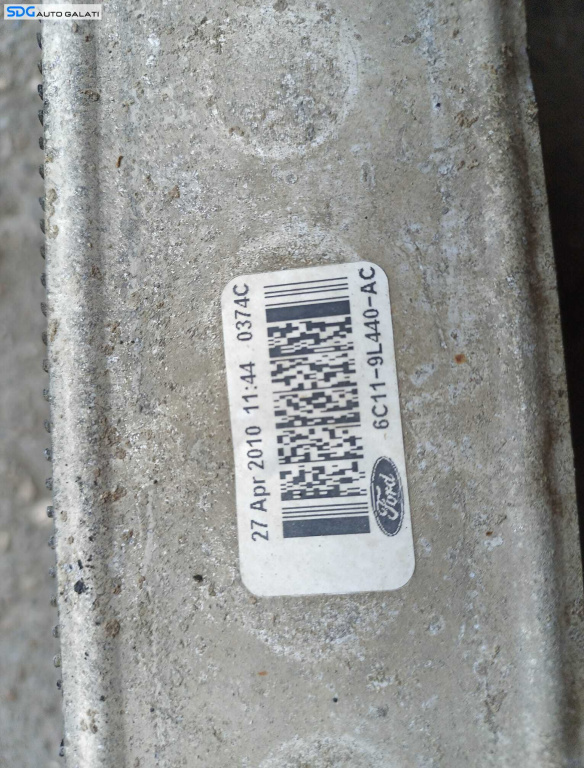 SDG AUTO GALATI
27 Apr 2010 11:44 0374C
6C11-9L440-AC
Ford